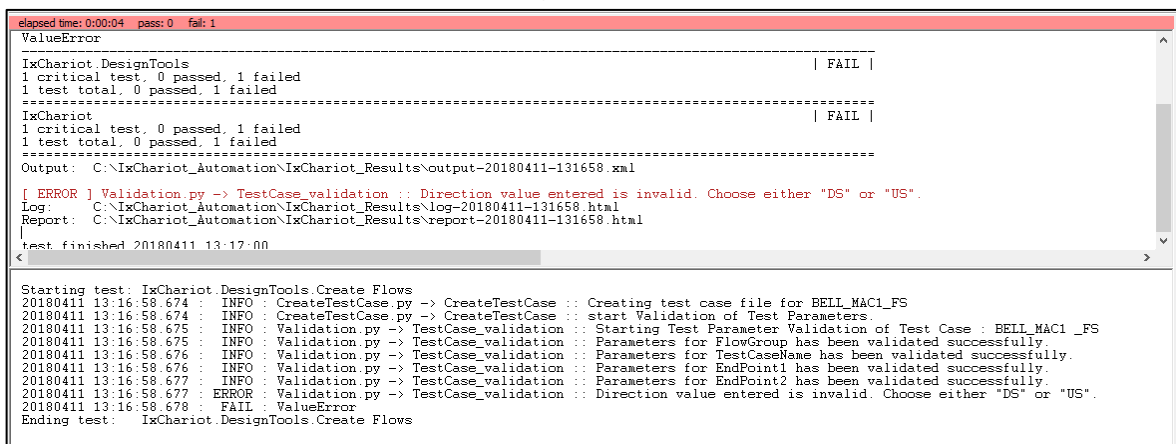 elapsed time: 0:00:04   pass: 0   fail: 1
ValueError
------------------------------------------------------------------------------
IxChariot.DesignTools                                                 | FAIL |
1 critical test, 0 passed, 1 failed
1 test total, 0 passed, 1 failed
==============================================================================
IxChariot                                                             | FAIL |
1 critical test, 0 passed, 1 failed
1 test total, 0 passed, 1 failed
==============================================================================
Output:  C:\IxChariot_Automation\IxChariot_Results\output-20180411-131658.xml
[ ERROR ] Validation.py -> TestCase_validation :: Direction value entered is invalid. Choose either "DS" or "US".
Log:     C:\IxChariot_Automation\IxChariot_Results\log-20180411-131658.html
Report:  C:\IxChariot_Automation\IxChariot_Results\report-20180411-131658.html
test finished 20180411 13:17:00
Starting test: IxChariot.DesignTools.Create Flows
20180411 13:16:58.674 :  INFO : CreateTestCase.py -> CreateTestCase :: Creating test case file for BELL_MAC1_FS
20180411 13:16:58.674 :  INFO : CreateTestCase.py -> CreateTestCase :: start Validation of Test Parameters.
20180411 13:16:58.675 :  INFO : Validation.py -> TestCase_validation :: Starting Test Parameter Validation of Test Case : BELL_MAC1 _FS
20180411 13:16:58.675 :  INFO : Validation.py -> TestCase_validation :: Parameters for FlowGroup has been validated successfully.
20180411 13:16:58.676 :  INFO : Validation.py -> TestCase_validation :: Parameters for TestCaseName has been validated successfully.
20180411 13:16:58.676 :  INFO : Validation.py -> TestCase_validation :: Parameters for EndPoint1 has been validated successfully.
20180411 13:16:58.677 :  INFO : Validation.py -> TestCase_validation :: Parameters for EndPoint2 has been validated successfully.
20180411 13:16:58.677 : ERROR : Validation.py -> TestCase_validation :: Direction value entered is invalid. Choose either "DS" or "US".
20180411 13:16:58.678 :  FAIL : ValueError
Ending test:   IxChariot.DesignTools.Create Flows